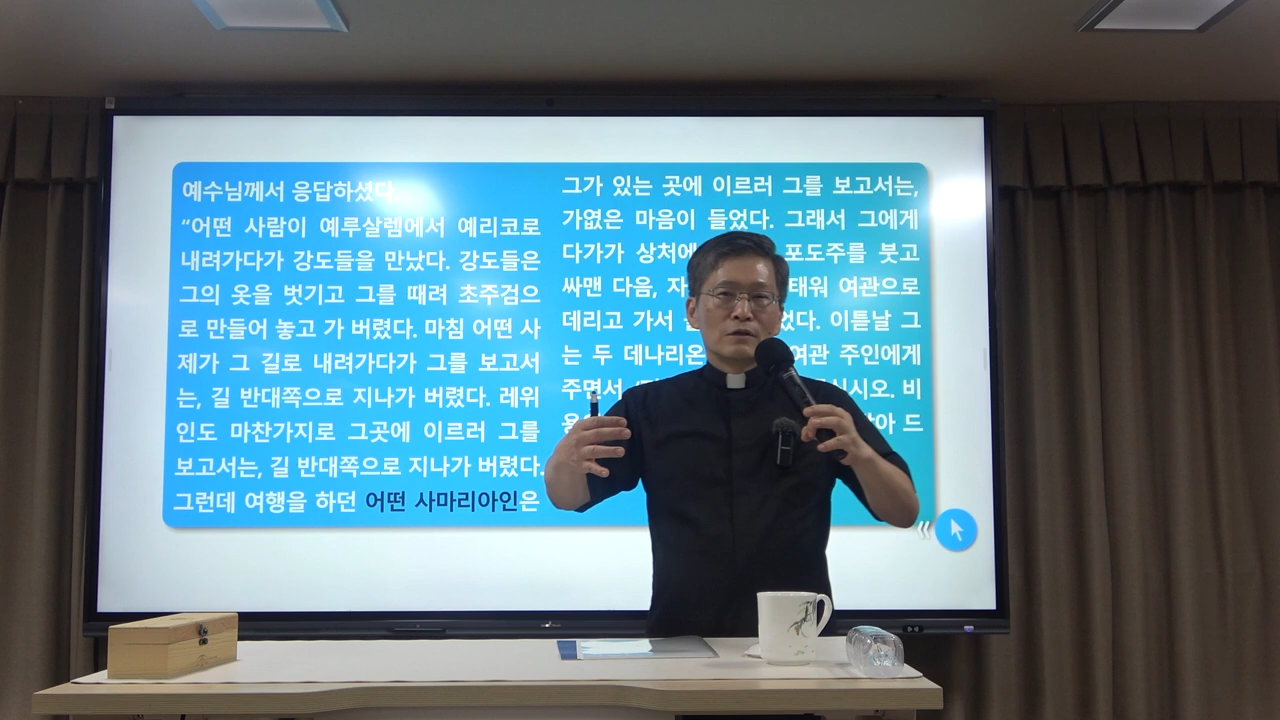 예수님께서 응답하셨다.
“어떤 사람이 예루살렘에서 예리코로
내려가다가 강도들을 만났다. 강도들은
그의 옷을 벗기고 그를 때려 초주검으
로 만들어 놓고 가 버렸다. 마침 어떤 사
제가 그 길로 내려가다가 그를 보고서
는, 길 반대쪽으로 지나가 버렸다. 레위
인도 마찬가지로 그곳에 이르러 그를
보고서는, 길 반대쪽으로 지나가 버렸다.
그런데 여행을 하던 어떤 사마리아인은
그가 있는 곳에 이르러 그를 보고서는,
가엾은 마음이 들었다. 그래서 그에게
다가가 상처에 포도주를 붓고
싸맨 다음, 태워 여관으로
데리고 가서 이튿날 그
는 두 데나리온 여관 주인에게
주면서 비
드